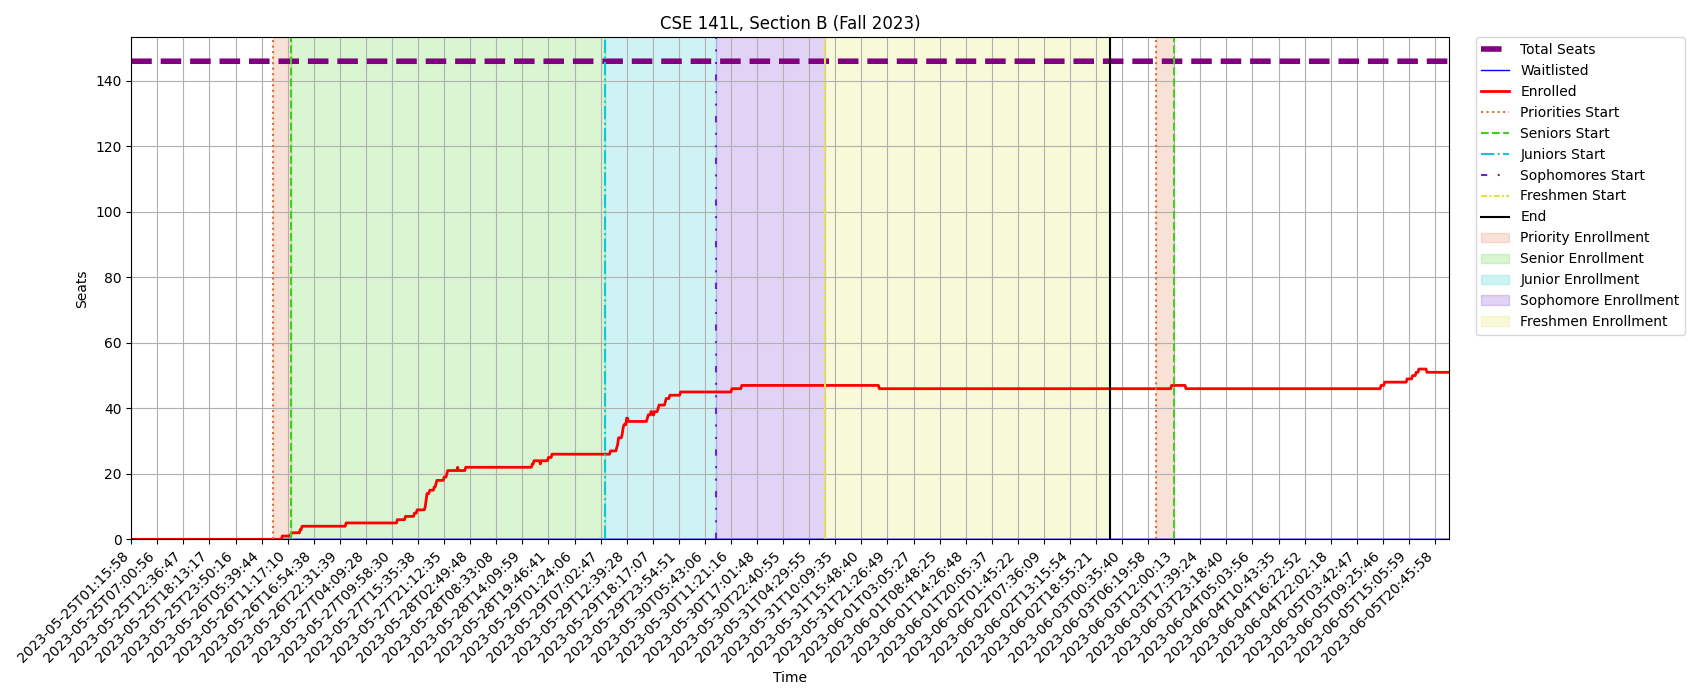 CSE 141L, Section B (Fall 2023)
Seats
140
120
100
80
60
40
20
0
2023-05-25T01:15:58
2023-05-25T07:00:56
2023-05-25T12:36:47
2023-05-25T18:13:17
2023-05-25T23:50:16
2023-05-26T05:39:44
2023-05-26T11:17:10
2023-05-26T16:54:38
2023-05-26T22:31:39
2023-05-27T04:09:28
2023-05-27T09:58:30
2023-05-27T15:35:38
2023-05-27T21:12:35
2023-05-28T02:49:48
2023-05-28T08:33:08
2023-05-28T14:09:59
2023-05-28T19:46:41
2023-05-29T01:24:06
2023-05-29T07:02:47
2023-05-29T12:39:28
2023-05-29T18:17:07
2023-05-29T23:54:51
2023-05-30T05:43:06
2023-05-30T11:21:16
2023-05-30T17:01:48
2023-05-30T22:40:55
2023-05-31T04:29:55
2023-05-31T10:09:35
2023-05-31T15:48:40
2023-05-31T21:26:49
2023-06-01T03:05:27
2023-06-01T08:48:25
2023-06-01T14:26:48
2023-06-01T20:05:37
2023-06-02T01:45:22
2023-06-02T07:36:09
2023-06-02T13:15:54
2023-06-02T18:55:21
2023-06-03T00:35:40
2023-06-03T06:19:58
2023-06-03T12:00:13
2023-06-03T17:39:24
2023-06-03T23:18:40
2023-06-04T05:03:56
2023-06-04T10:43:35
2023-06-04T16:22:52
2023-06-04T22:02:18
2023-06-05T03:42:47
2023-06-05T09:25:46
2023-06-05T15:05:59
2023-06-05T20:45:58
Time
Total Seats
Waitlisted
Enrolled
Priorities Start
Seniors Start
Juniors Start
Sophomores Start
Freshmen Start
End
Priority Enrollment
Senior Enrollment
Junior Enrollment
Sophomore Enrollment
Freshmen Enrollment